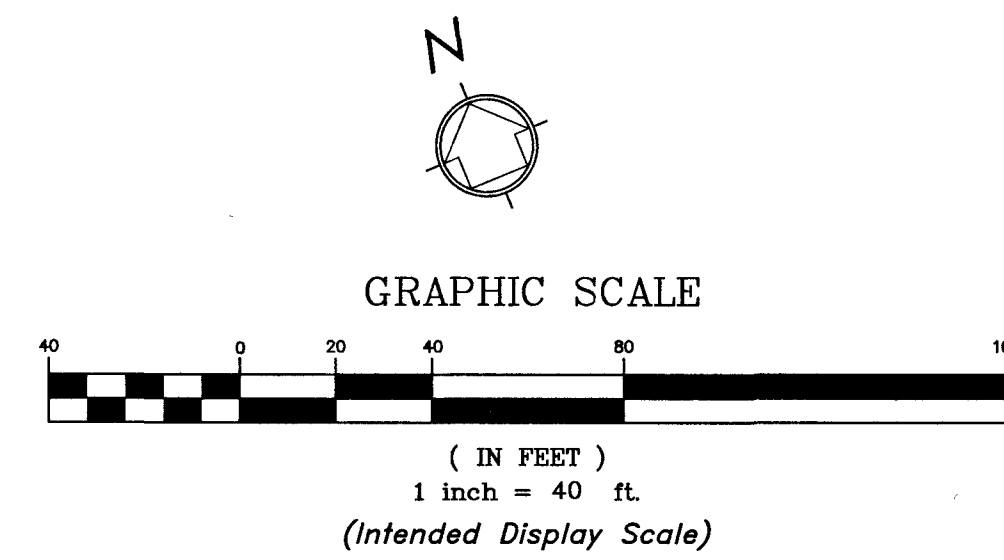 N
GRAPHIC SCALE
40 0 20 40 80
( IN FEET )
1 inch = 40 ft.
(Intended Display Scale)